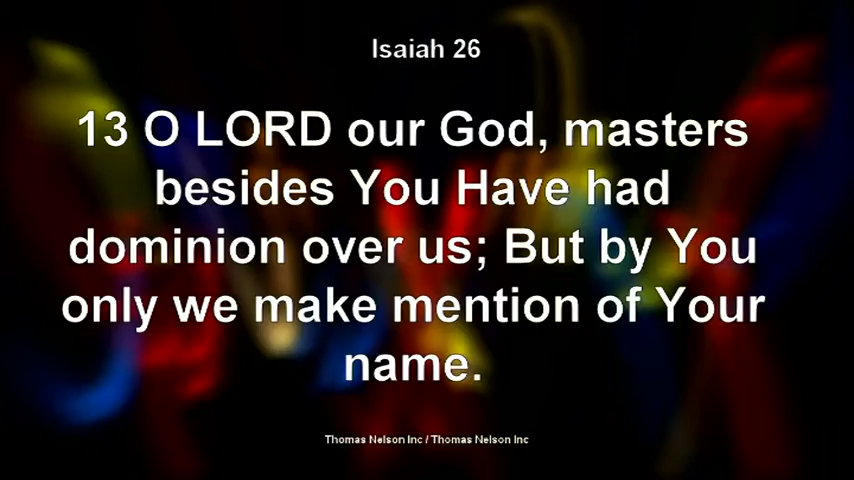 Isaiah 26
13 O LORD our God, masters
besides You Have had
dominion over us; But by You
only we make mention of Your
name.
Thomas Nelson Inc / Thomas Nelson Inc